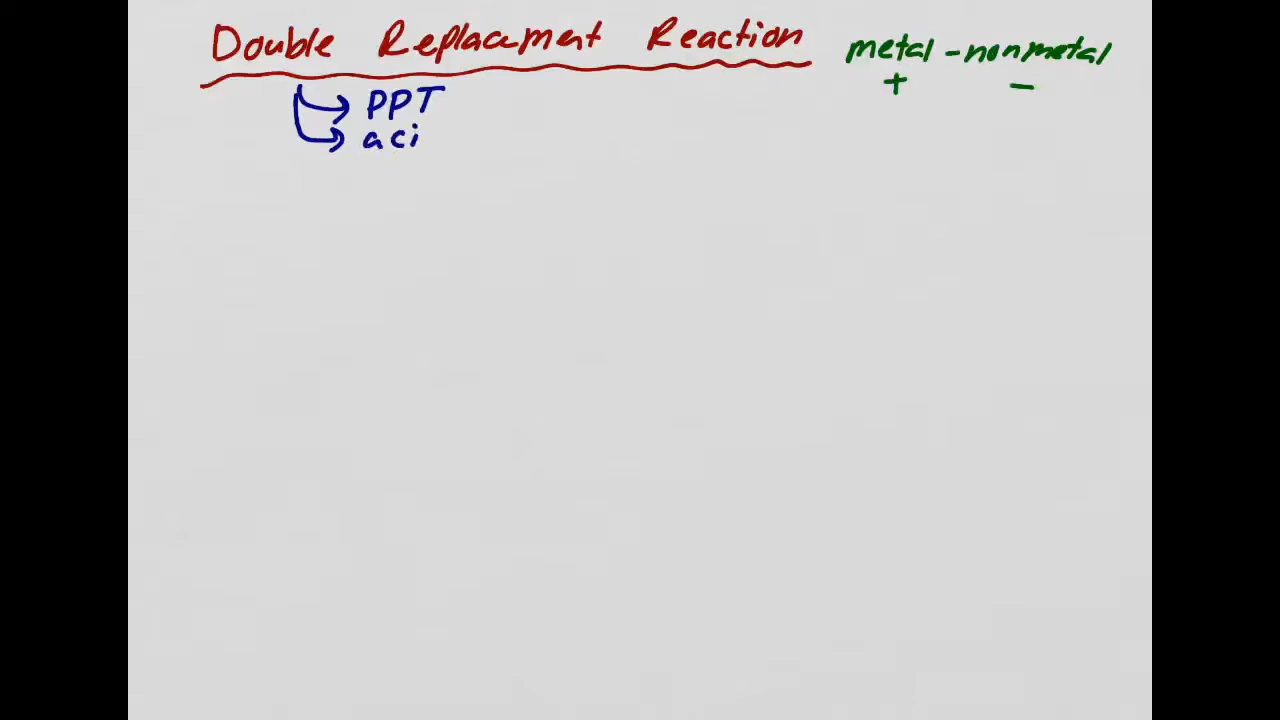 Double Replacement Reaction
metal - nonmetal
+ -
PPT
aci